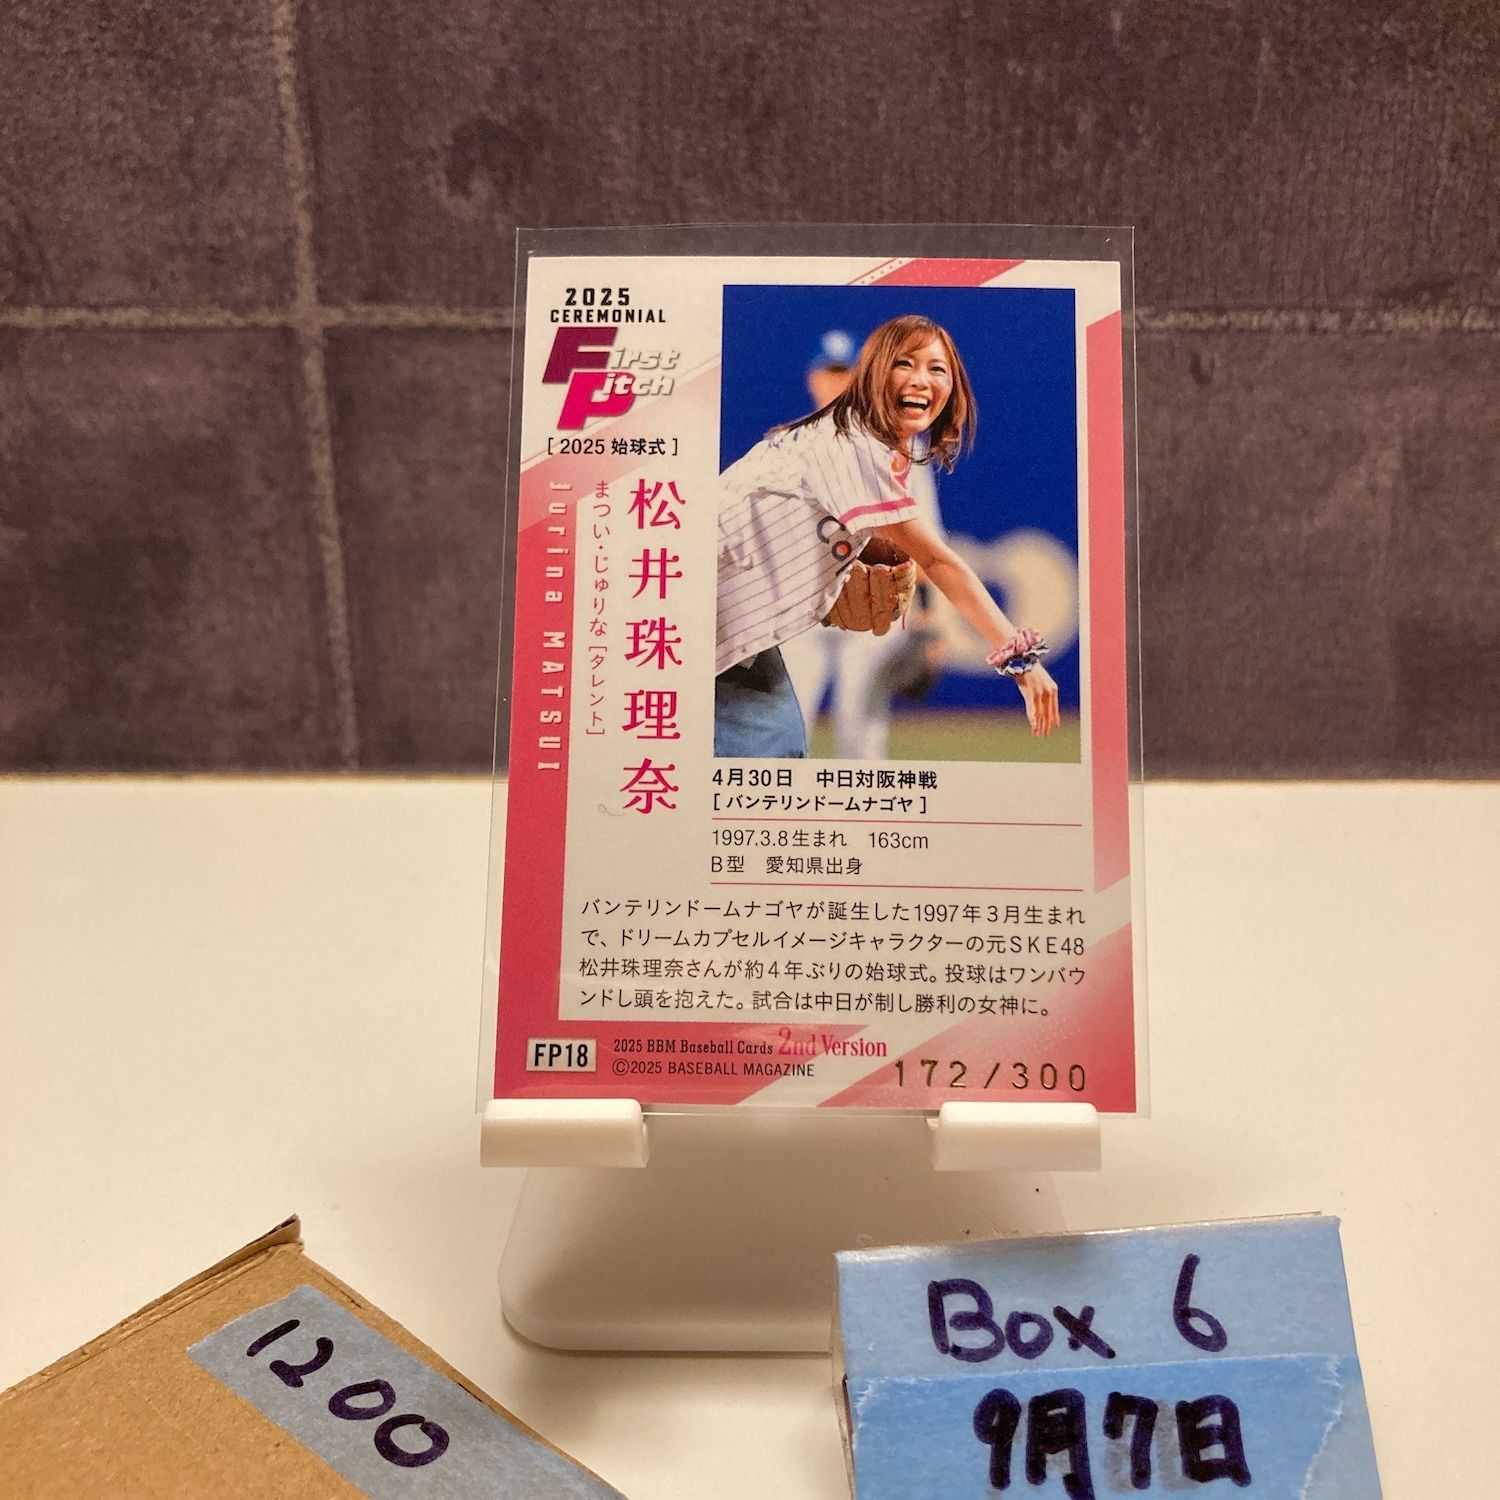 2025
CEREMONIAL
First
Pitch
[ 2025 始球式 ]
松井珠理奈
まつい・じゅりな [タレント]
Jurina MATSUI
Co
4月30日 中日対阪神戦
[ バンテリンドームナゴヤ ]
1997.3.8生まれ 163cm
B型 愛知県出身
バンテリンドームナゴヤが誕生した1997年3月生まれ
で、ドリームカプセルイメージキャラクターの元SKE48
松井珠理奈さんが約4年ぶりの始球式。投球はワンバウ
ンドし頭を抱えた。試合は中日が制し勝利の女神に。
FP18
2025 BBM Baseball Cards 2nd Version
©2025 BASEBALL MAGAZINE
172/300
1200
Box 6
9月7日